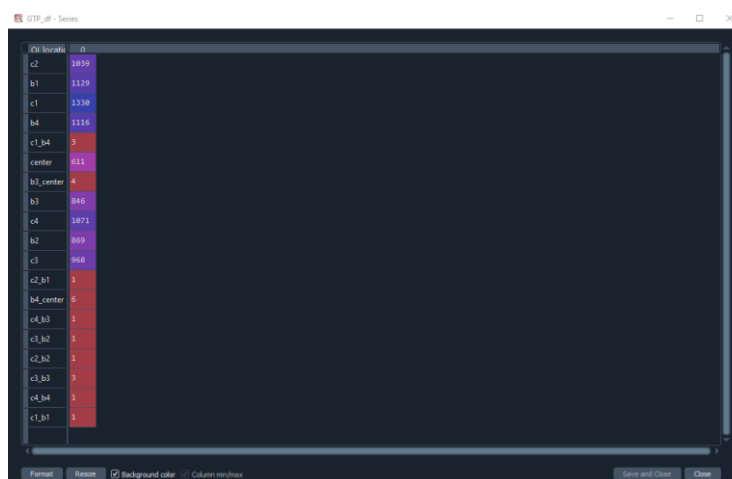 GTP_df - Series
0
c2 1039
b1 1129
c1 1330
b4 1116
c1_b4 3
center 611
b3_center 4
b3 846
c4 1071
b2 869
c3 968
c2_b1 1
b4_center 6
c4_b3 1
c3_b2 1
c2_b2 1
c3_b3 3
c4_b4 1
c1_b1 1
Format Resize Background color Column min/max Save and Close Close